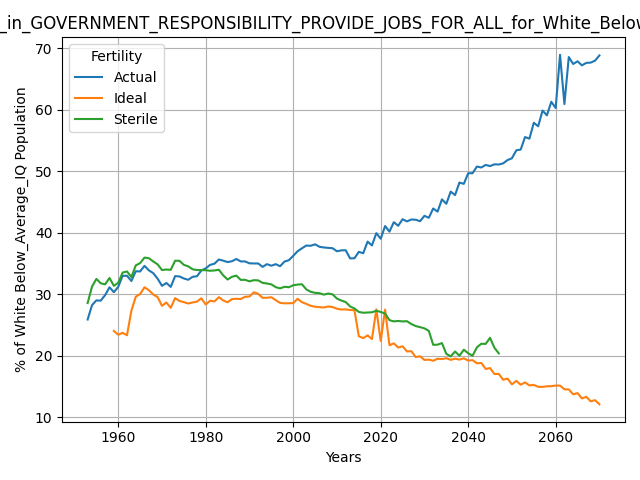 _in_GOVERNMENT_RESPONSIBILITY_PROVIDE_JOBS_FOR_ALL_for_White_Below
70
60
50
40
30
20
10
% of White Below_Average_IQ Population
Fertility
Actual
Ideal
Sterile
1960 1980 2000 2020 2040 2060
Years